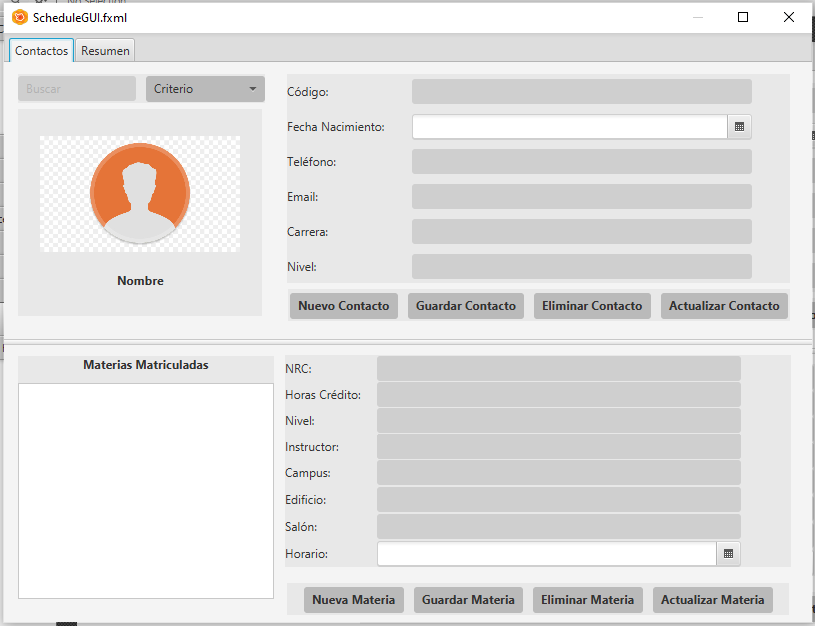 ScheduleGUI.fxml
Contactos Resumen
Buscar Criterio
Nombre
Código:
Fecha Nacimiento:
Teléfono:
Email:
Carrera:
Nivel:
Nuevo Contacto Guardar Contacto Eliminar Contacto Actualizar Contacto
Materias Matriculadas
NRC:
Horas Crédito:
Nivel:
Instructor:
Campus:
Edificio:
Salón:
Horario:
Nueva Materia Guardar Materia Eliminar Materia Actualizar Materia